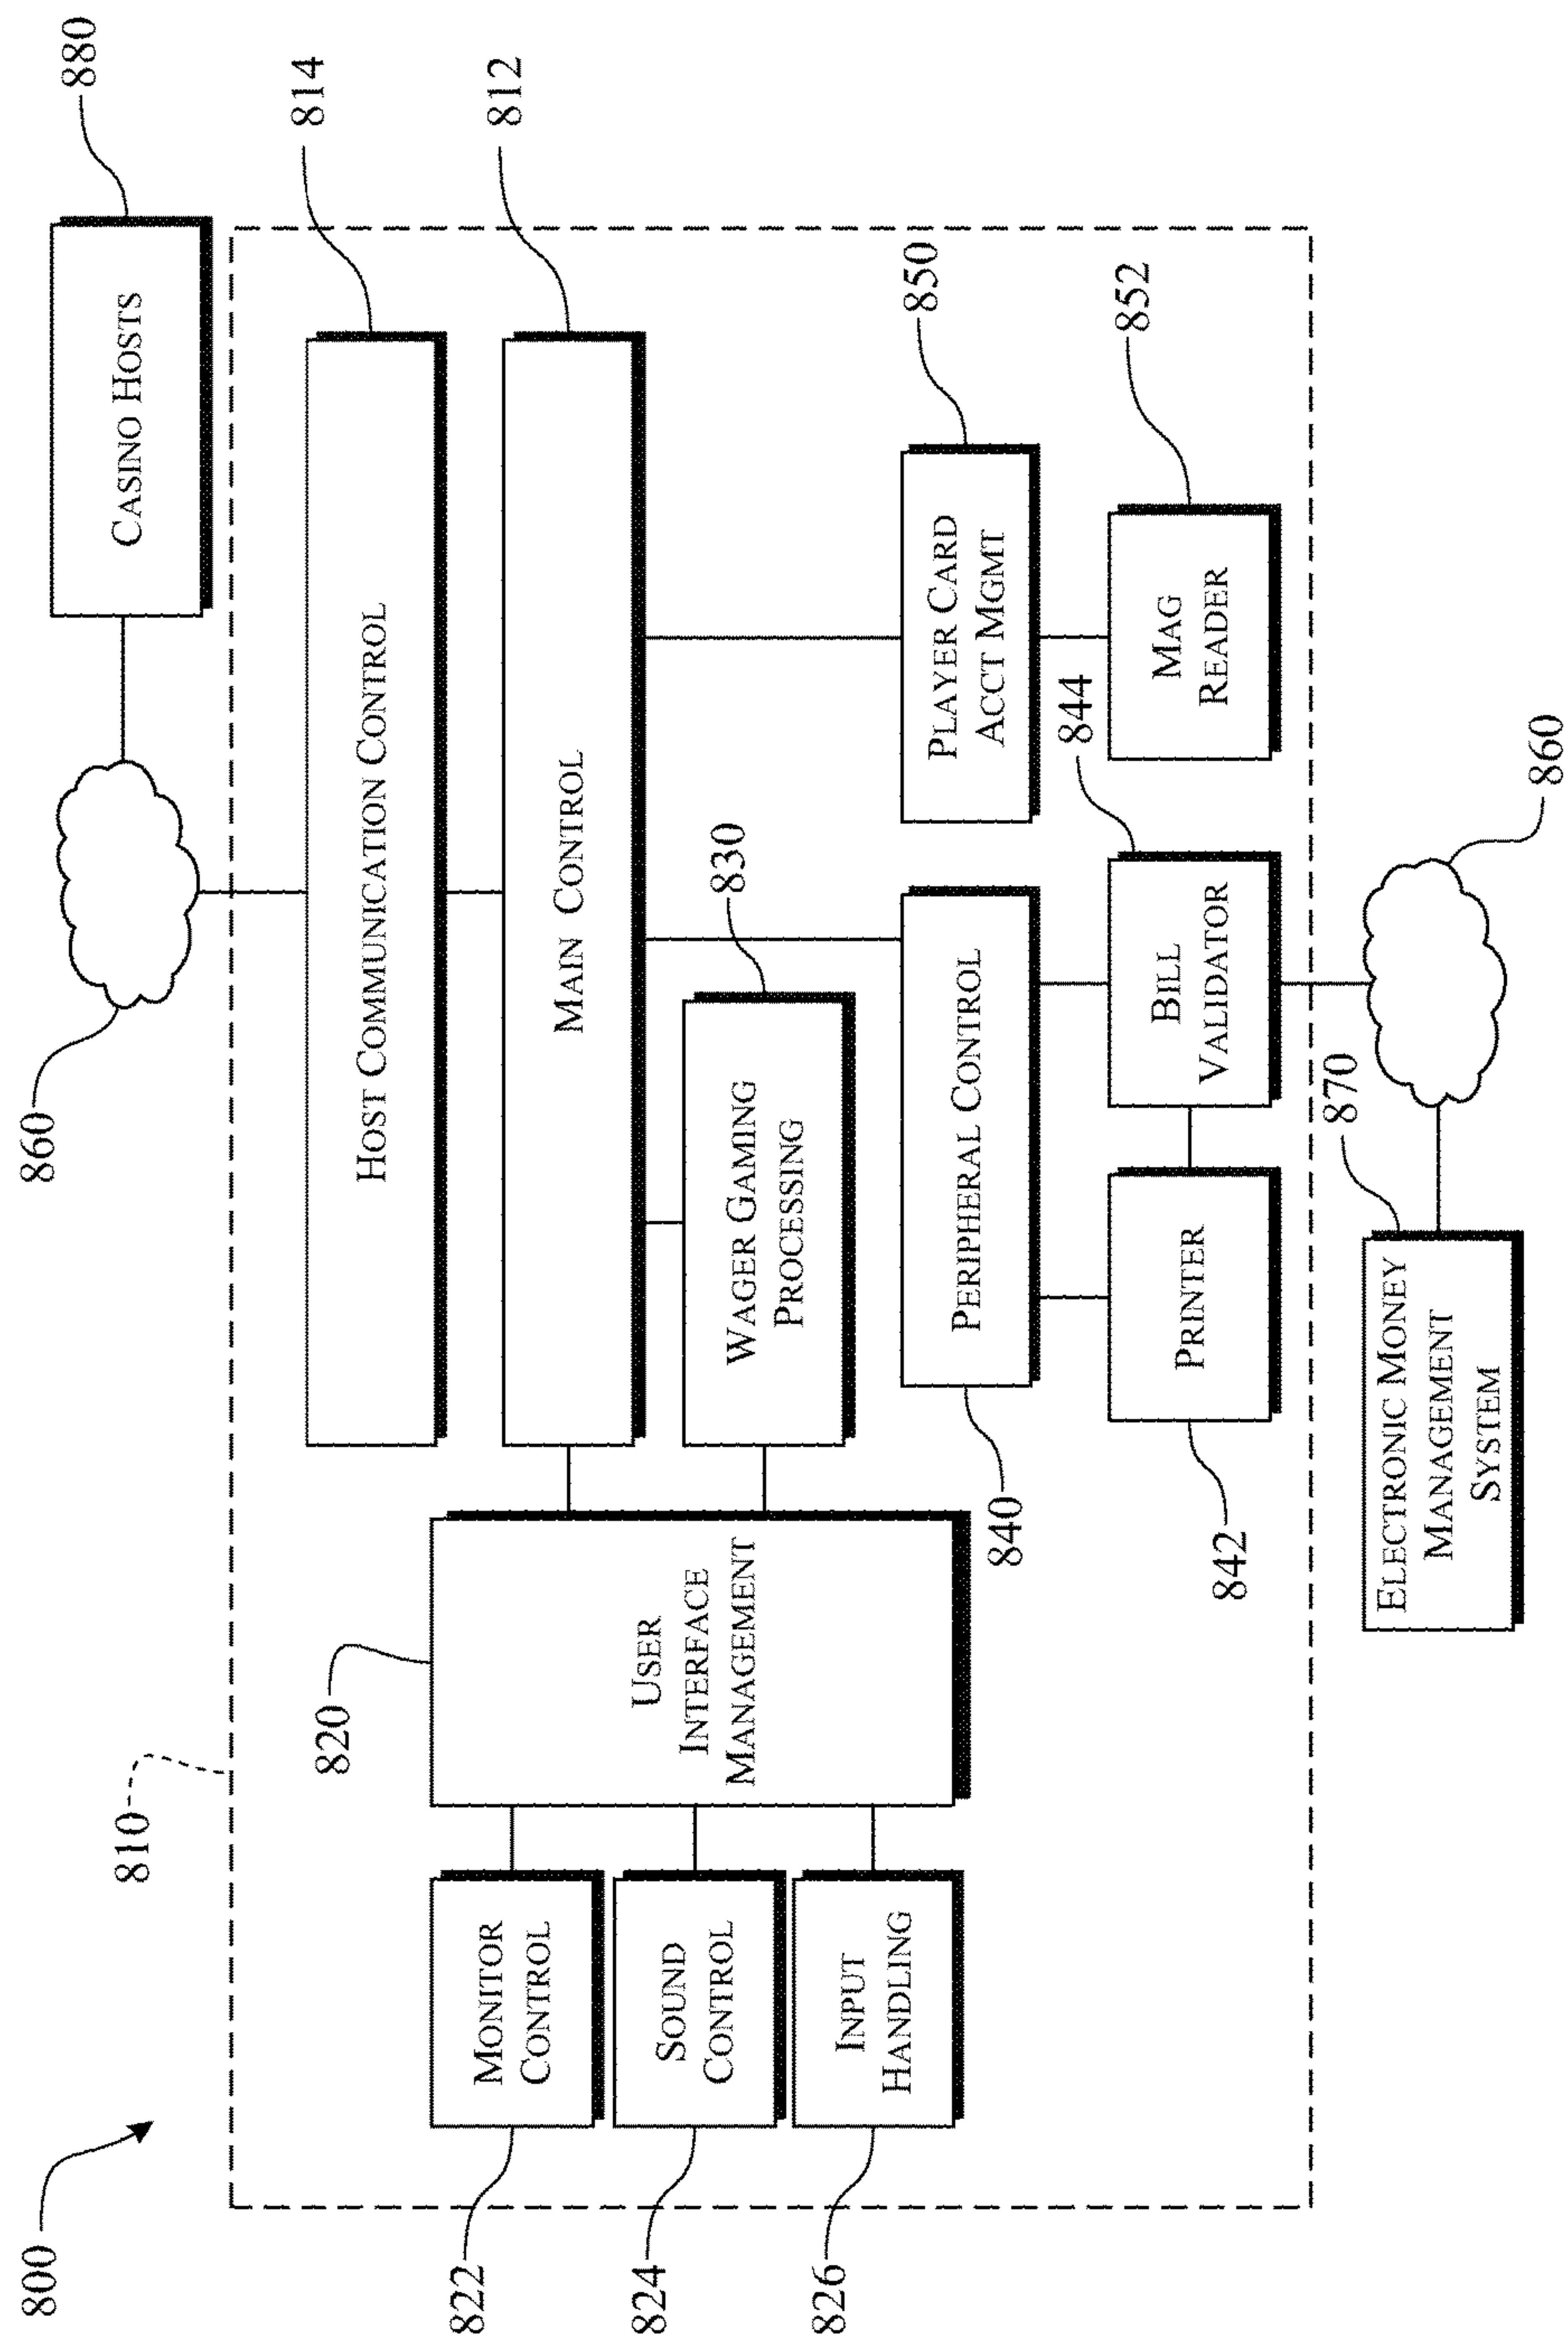 800
810
860
CASINO HOSTS
880
HOST COMMUNICATION CONTROL
814
MAIN CONTROL
812
820
USER
INTERFACE
MANAGEMENT
MONITOR
CONTROL
822
SOUND
CONTROL
824
INPUT
HANDLING
826
WAGER GAMING
PROCESSING
830
PERIPHERAL CONTROL
840
PLAYER CARD
ACCT MGMT
850
PRINTER
842
BILL
VALIDATOR
844
MAG
READER
852
ELECTRONIC MONEY
MANAGEMENT
SYSTEM
870
860